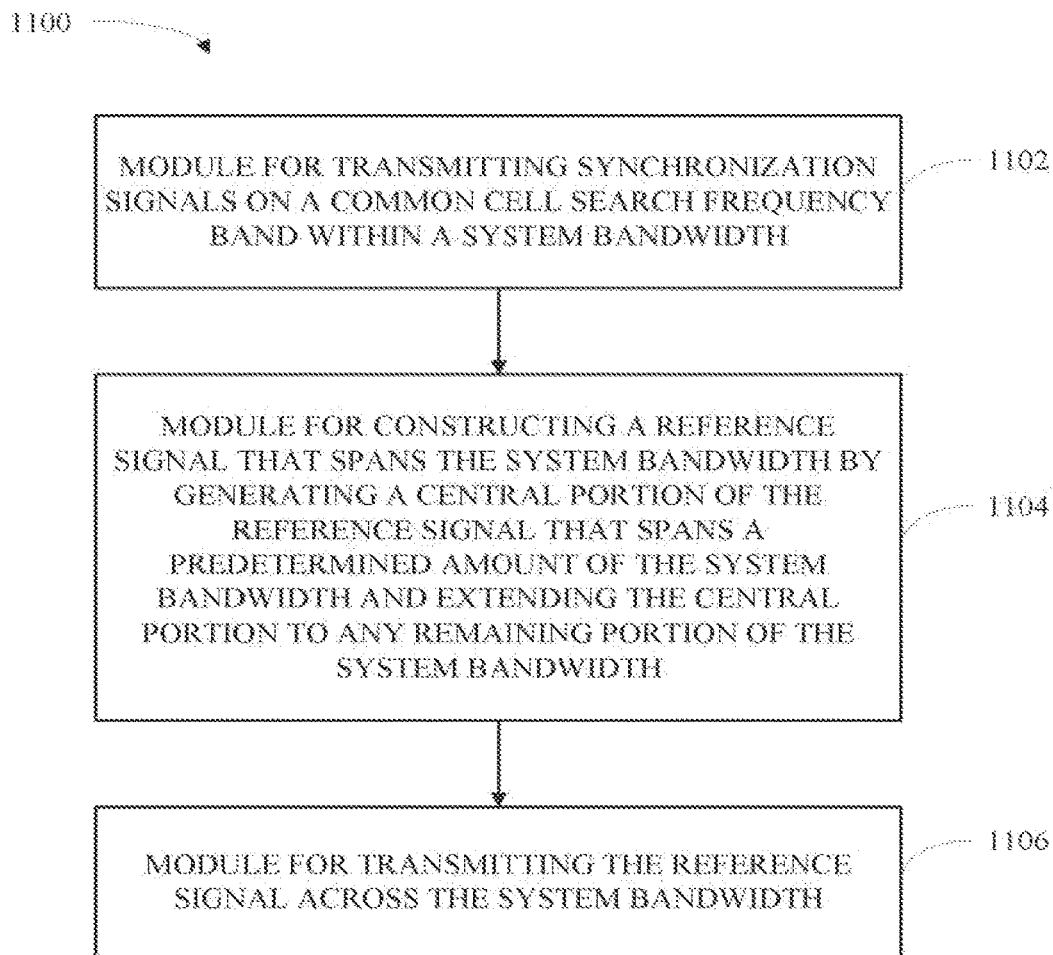 1100
MODULE FOR TRANSMITTING SYNCHRONIZATION
SIGNALS ON A COMMON CELL SEARCH FREQUENCY
BAND WITHIN A SYSTEM BANDWIDTH
1102
MODULE FOR CONSTRUCTING A REFERENCE
SIGNAL THAT SPANS THE SYSTEM BANDWIDTH BY
GENERATING A CENTRAL PORTION OF THE
REFERENCE SIGNAL THAT SPANS A
PREDETERMINED AMOUNT OF THE SYSTEM
BANDWIDTH AND EXTENDING THE CENTRAL
PORTION TO ANY REMAINING PORTION OF THE
SYSTEM BANDWIDTH
1104
MODULE FOR TRANSMITTING THE REFERENCE
SIGNAL ACROSS THE SYSTEM BANDWIDTH
1106